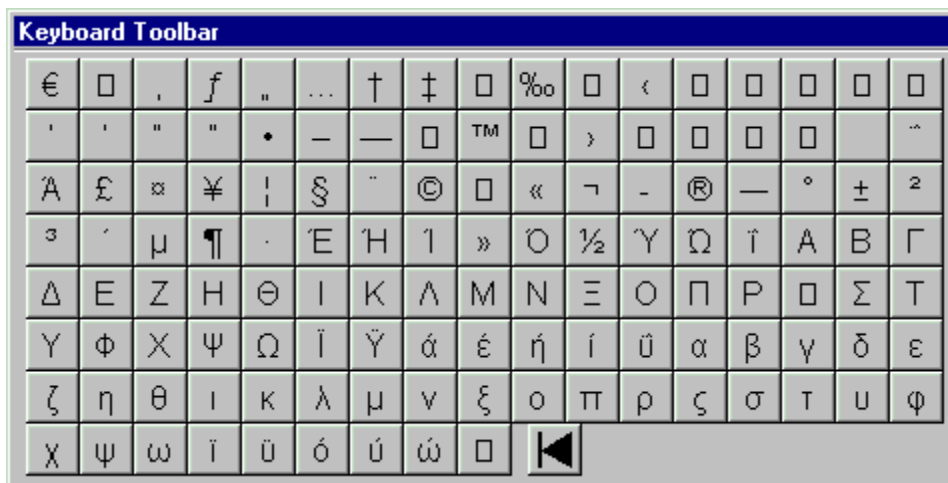 Keyboard Toolbar
€ □ ‚ ƒ „ … † ‡ □ ‰ □ ‹ □ □ □ □ □
' ' " " • – — □ ™ □ › □ □ □ □ ΅
Ά £ ¤ ¥ ¦ § ¨ © □ « ¬ - ® — ° ± ²
³ ΄ µ ¶ · Έ Ή Ί » Ό ½ Ύ Ώ ΐ Α Β Γ
Δ Ε Ζ Η Θ Ι Κ Λ Μ Ν Ξ Ο Π Ρ □ Σ Τ
Υ Φ Χ Ψ Ω Ϊ Ϋ ά έ ή ί ΰ α β γ δ ε
ζ η θ ι κ λ μ ν ξ ο π ρ ς σ τ υ φ
χ ψ ω ϊ ϋ ό ύ ώ □